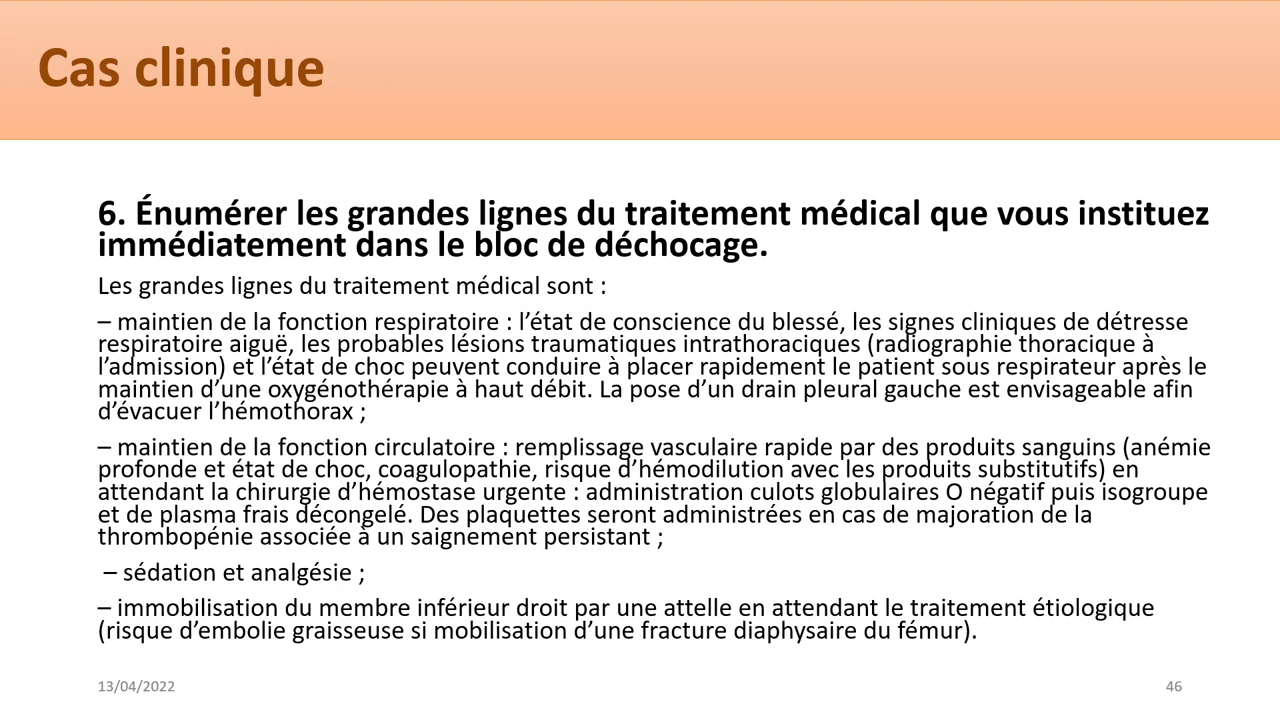 Cas clinique
6. Énumérer les grandes lignes du traitement médical que vous instituez
immédiatement dans le bloc de déchocage.
Les grandes lignes du traitement médical sont :
– maintien de la fonction respiratoire : l’état de conscience du blessé, les signes cliniques de détresse
respiratoire aiguë, les probables lésions traumatiques intrathoraciques (radiographie thoracique à
l’admission) et l’état de choc peuvent conduire à placer rapidement le patient sous respirateur après le
maintien d’une oxygénothérapie à haut débit. La pose d’un drain pleural gauche est envisageable afin
d’évacuer l’hémothorax ;
– maintien de la fonction circulatoire : remplissage vasculaire rapide par des produits sanguins (anémie
profonde et état de choc, coagulopathie, risque d’hémodilution avec les produits substitutifs) en
attendant la chirurgie d’hémostase urgente : administration culots globulaires O négatif puis isogroupe
et de plasma frais décongelé. Des plaquettes seront administrées en cas de majoration de la
thrombopénie associée à un saignement persistant ;
– sédation et analgésie ;
– immobilisation du membre inférieur droit par une attelle en attendant le traitement étiologique
(risque d’embolie graisseuse si mobilisation d’une fracture diaphysaire du fémur).
13/04/2022
46